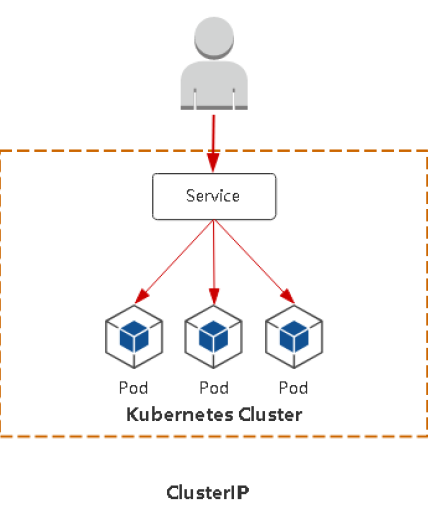 Service
Pod Pod Pod
Kubernetes Cluster
ClusterIP